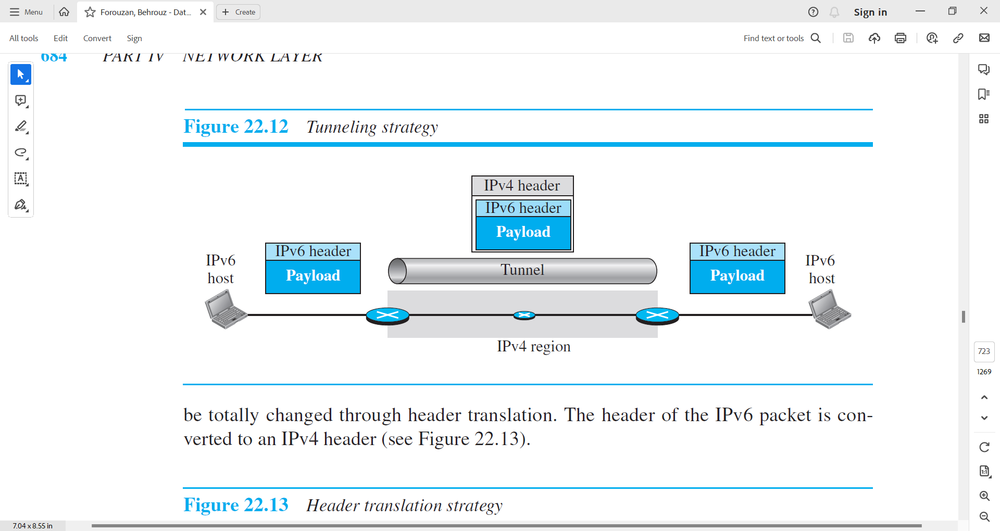 Menu
Forouzan, Behrouz - Dat...
Create
Sign in
All tools
Edit
Convert
Sign
Find text or tools
684 PART IV NETWORK LAYER
Figure 22.12 Tunneling strategy
IPv4 header
IPv6 header
Payload
IPv6
host
IPv6 header
Payload
Tunnel
IPv6 header
Payload
IPv6
host
IPv4 region
be totally changed through header translation. The header of the IPv6 packet is con-
verted to an IPv4 header (see Figure 22.13).
Figure 22.13 Header translation strategy
723
1269
7.04 x 8.55 in